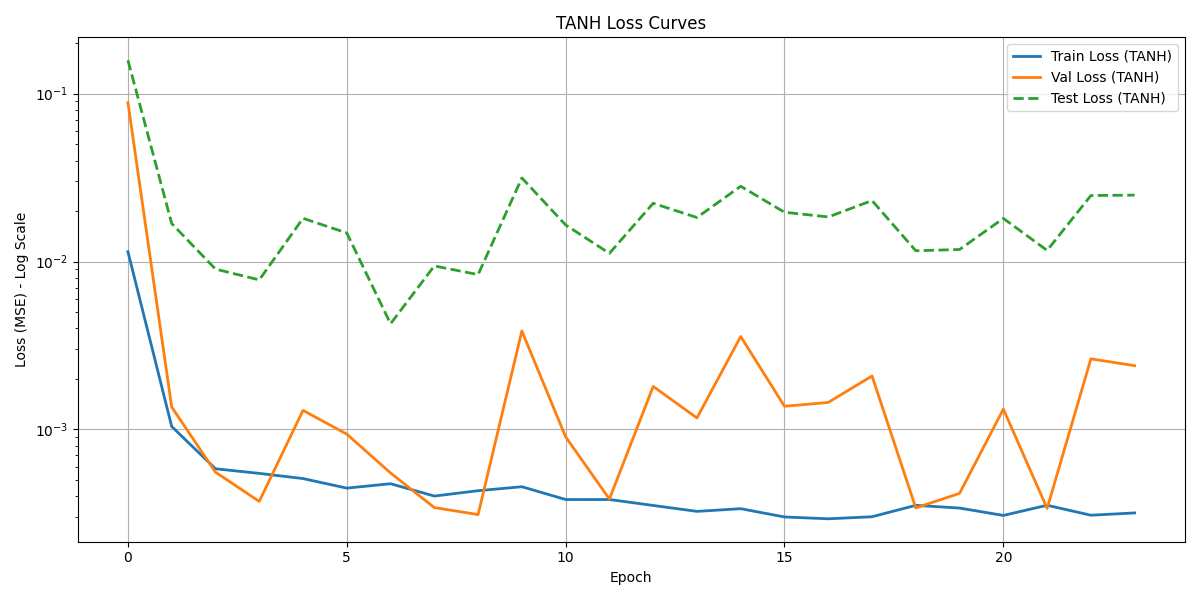 TANH Loss Curves
Train Loss (TANH)
Val Loss (TANH)
Test Loss (TANH)
Loss (MSE) - Log Scale
10⁻¹
10⁻²
10⁻³
0 5 10 15 20
Epoch